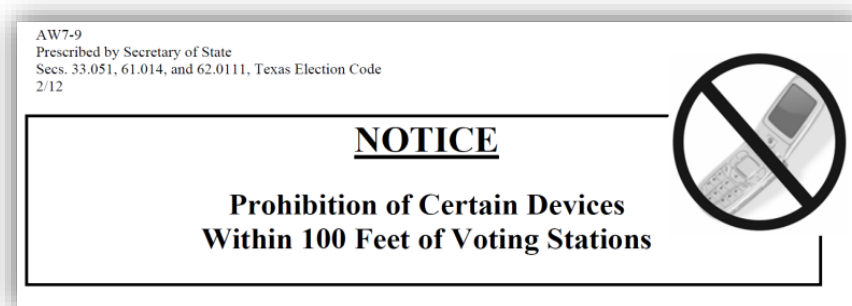 AW7-9
Prescribed by Secretary of State
Secs. 33.051, 61.014, and 62.0111, Texas Election Code
2/12
NOTICE
Prohibition of Certain Devices
Within 100 Feet of Voting Stations